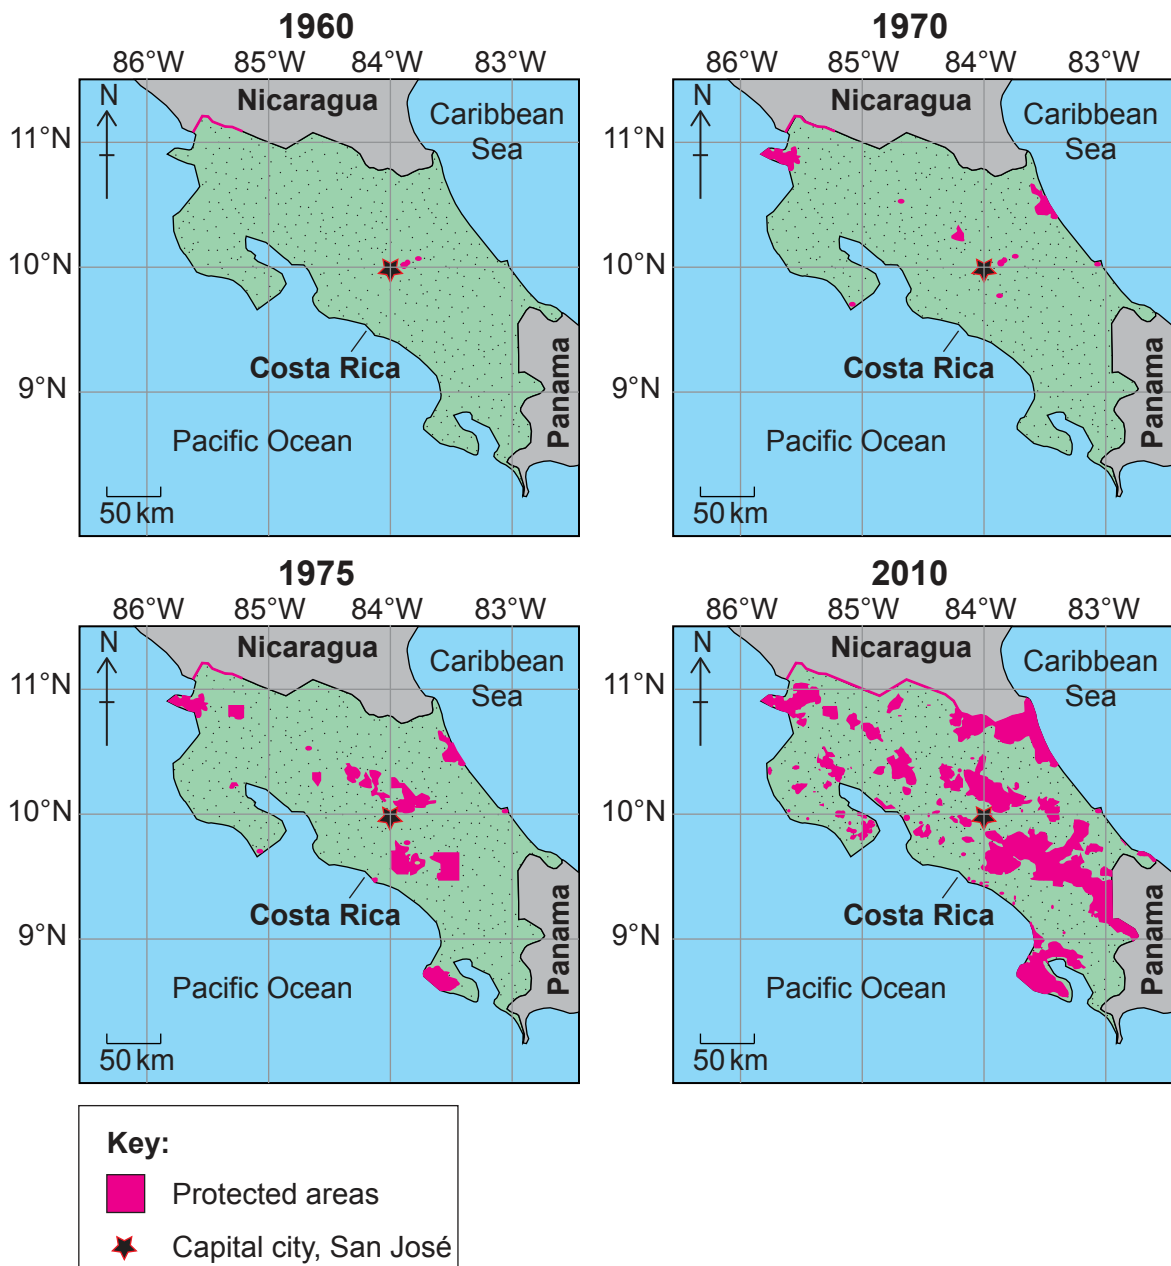 1960
86°W 85°W 84°W 83°W
N
Nicaragua
Caribbean
Sea
11°N
10°N
Costa Rica
9°N
Pacific Ocean
Panama
50 km
1970
86°W 85°W 84°W 83°W
N
Nicaragua
Caribbean
Sea
11°N
10°N
Costa Rica
9°N
Pacific Ocean
Panama
50 km
1975
86°W 85°W 84°W 83°W
N
Nicaragua
Caribbean
Sea
11°N
10°N
Costa Rica
9°N
Pacific Ocean
Panama
50 km
2010
86°W 85°W 84°W 83°W
N
Nicaragua
Caribbean
Sea
11°N
10°N
Costa Rica
9°N
Pacific Ocean
Panama
50 km
Key:
Protected areas
Capital city, San José